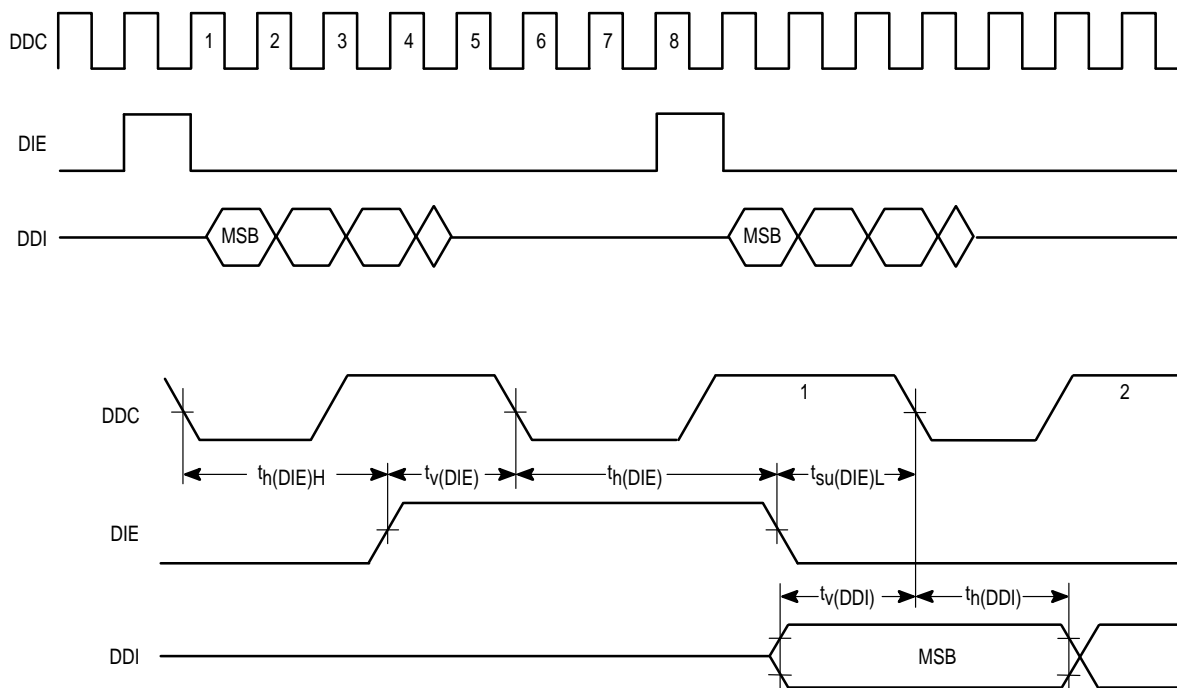 DDC 1 2 3 4 5 6 7 8
DIE
DDI MSB MSB
DDC 1 2
th(DIE)H tv(DIE) th(DIE) tsu(DIE)L
DIE
tv(DDI) th(DDI)
DDI MSB